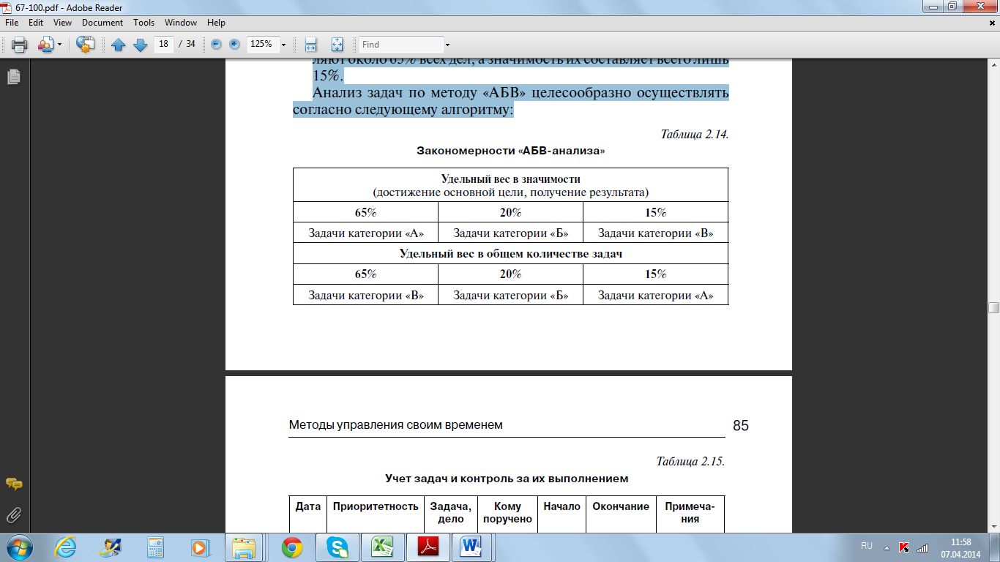 67-100.pdf - Adobe Reader
File Edit View Document Tools Window Help
18 / 34 125% Find
ляют около 65% всех дел, а значимость их составляет всего лишь
15%.
Анализ задач по методу «АБВ» целесообразно осуществлять
согласно следующему алгоритму:
Таблица 2.14.
Закономерности «АБВ-анализа»
Удельный вес в значимости
(достижение основной цели, получение результата)
65% 20% 15%
Задачи категории «А» Задачи категории «Б» Задачи категории «В»
Удельный вес в общем количестве задач
65% 20% 15%
Задачи категории «В» Задачи категории «Б» Задачи категории «А»
Методы управления своим временем 85
Таблица 2.15.
Учет задач и контроль за их выполнением
Дата Приоритетность Задача, Кому Начало Окончание Примеча-
дело поручено ния
RU 11:58
07.04.2014